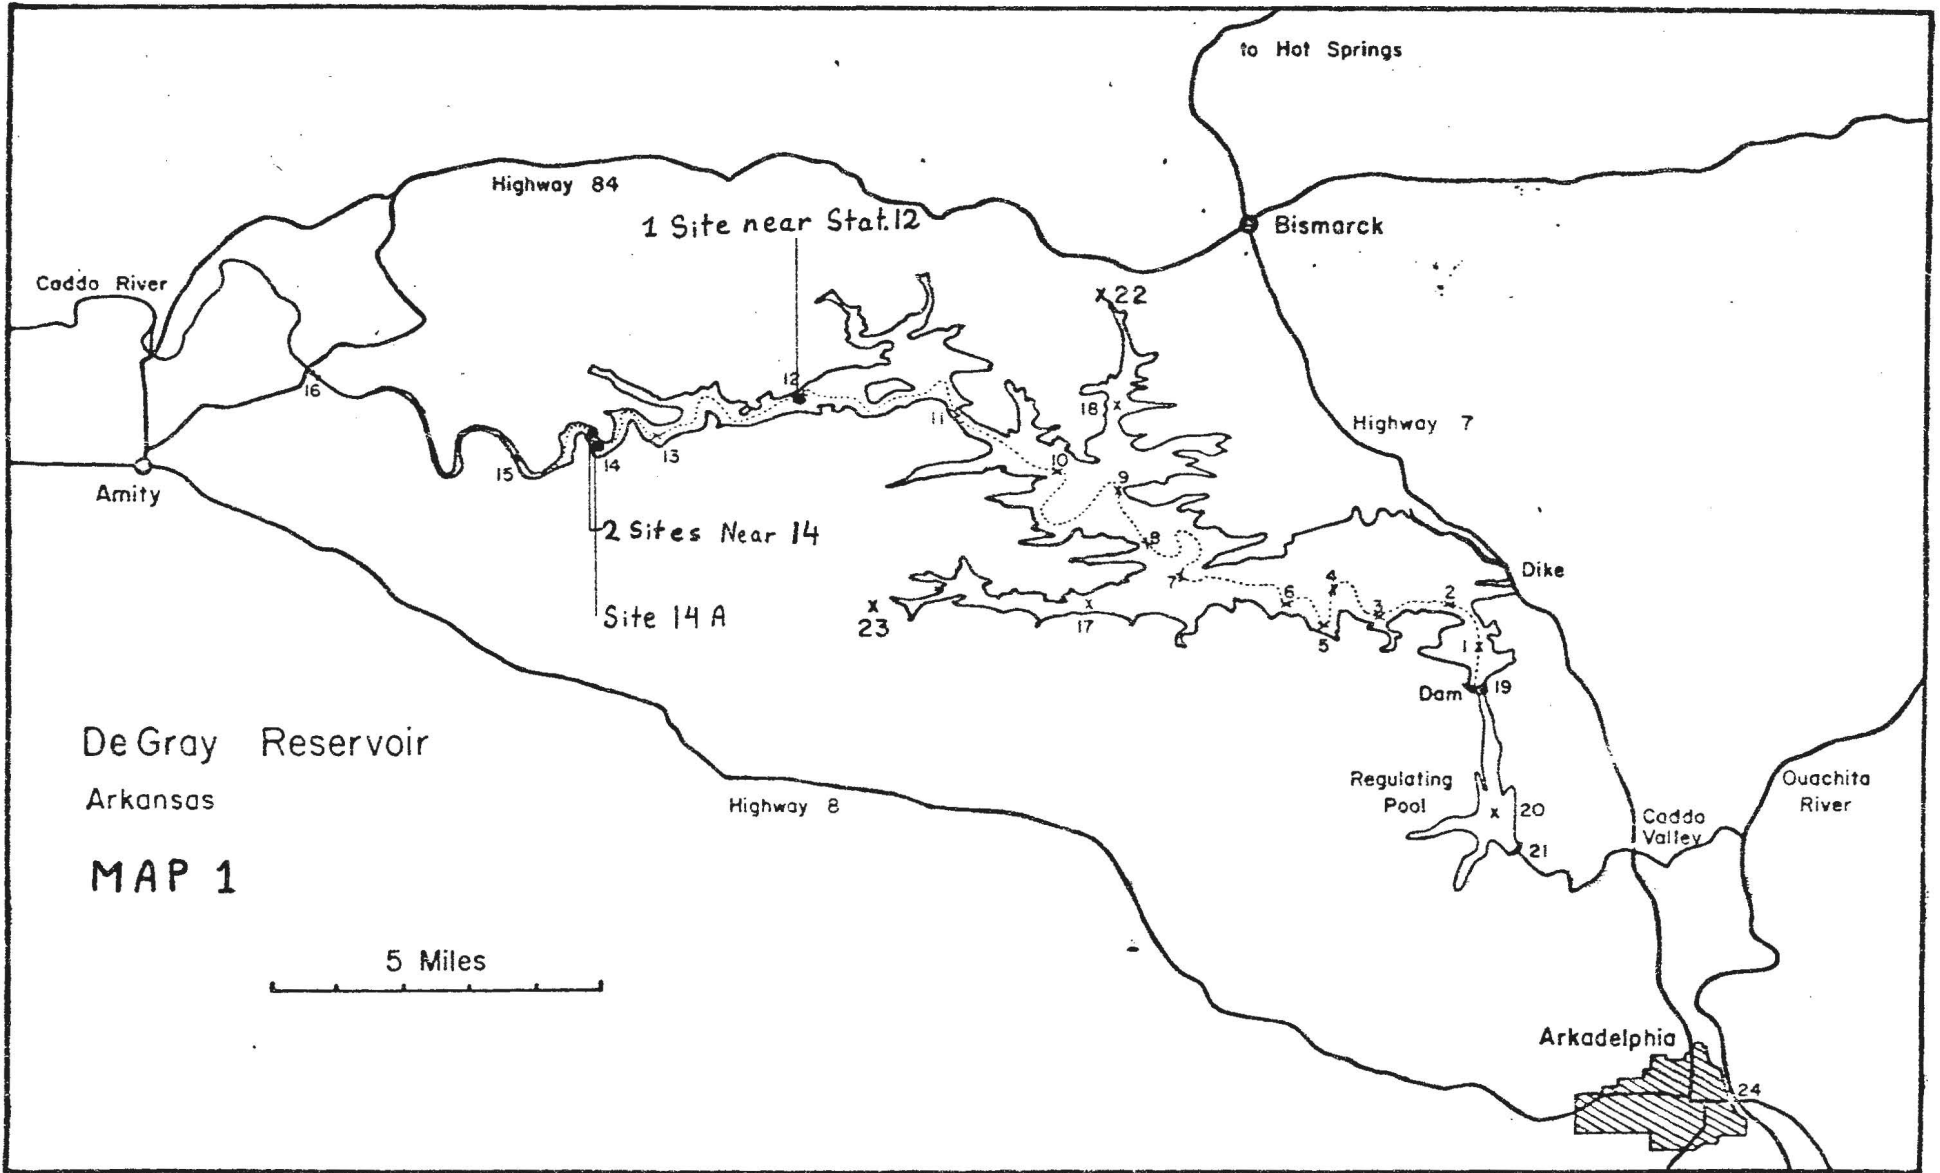 to Hot Springs
Highway 84
1 Site near Stat.12
Bismarck
Caddo River
22
16
12
18
11
Highway 7
15
14
13
10
9
Amity
2 Sites Near 14
8
7
6
4
2
Dike
3
5
17
23
1
Site 14 A
Dam
19
DeGray Reservoir
Arkansas
MAP 1
Highway 8
Regulating
Pool
20
21
Caddo
Valley
Ouachita
River
5 Miles
Arkadelphia
24